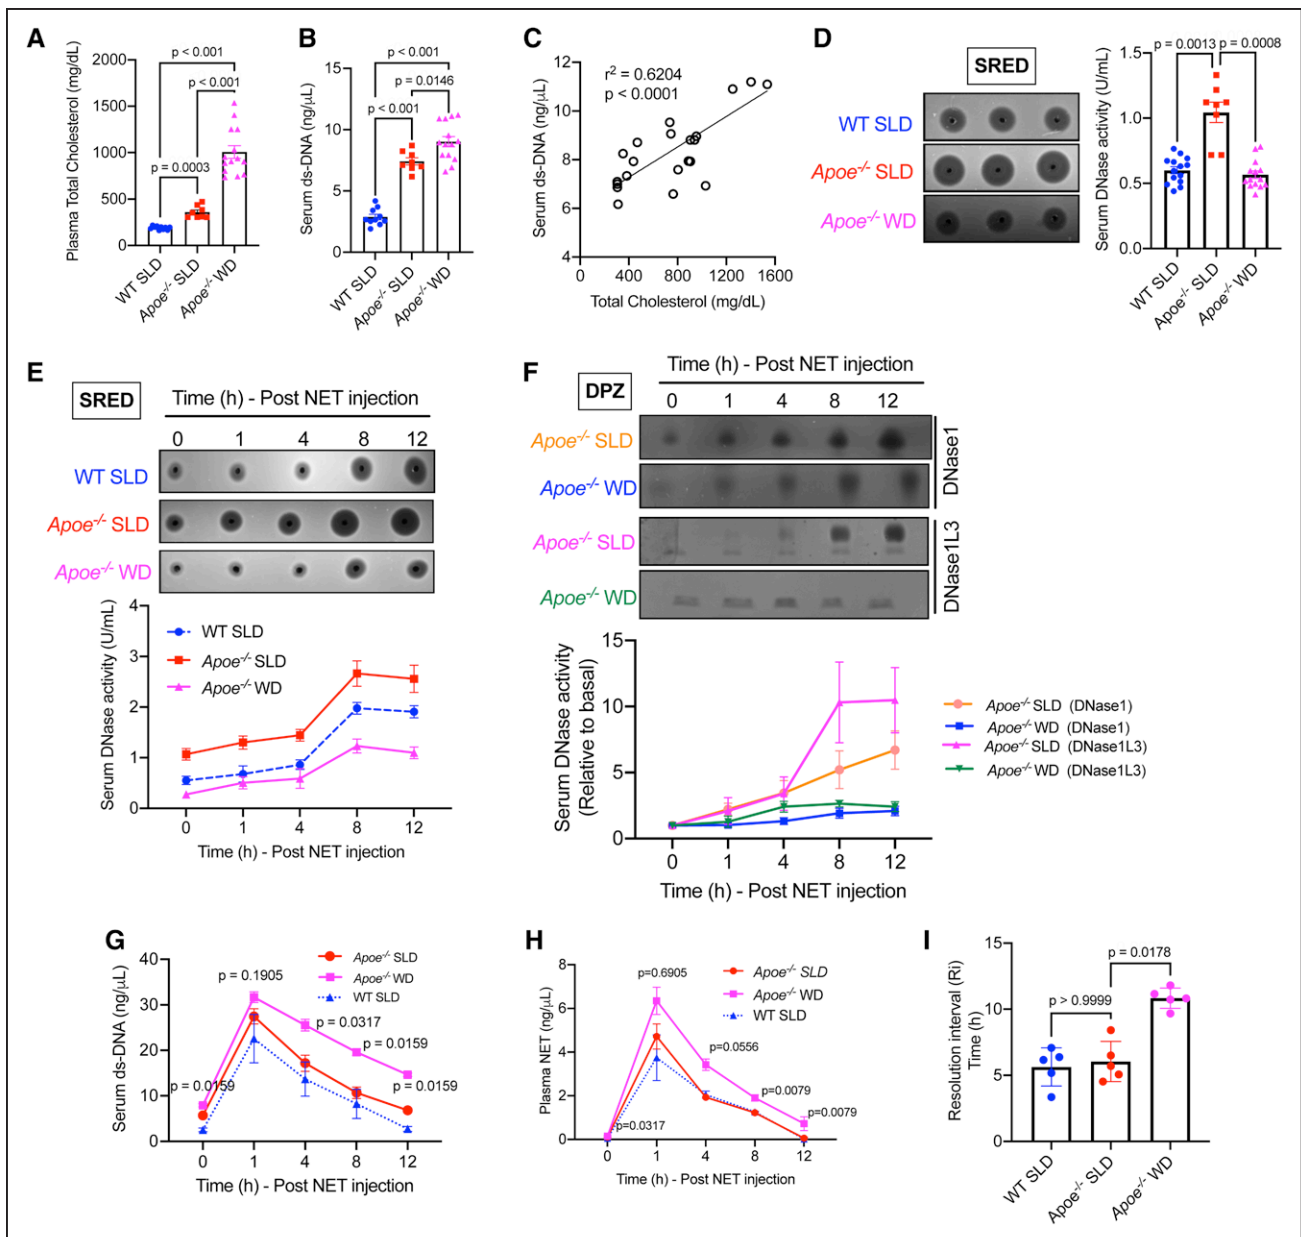 A
Plasma Total Cholesterol (mg/dL)
2000
1500
1000
500
0
p < 0.001
p < 0.001
p = 0.0003
WT SLD
Apoe-/- SLD
Apoe-/- WD
B
Serum ds-DNA (ng/µL)
15
10
5
0
p < 0.001
p = 0.0146
p < 0.001
WT SLD
Apoe-/- SLD
Apoe-/- WD
C
Serum ds-DNA (ng/µL)
12
10
8
6
4
r2 = 0.6204
p < 0.0001
0 400 800 1200 1600
Total Cholesterol (mg/dL)
D
SRED
WT SLD
Apoe-/- SLD
Apoe-/- WD
Serum DNase activity (U/mL)
1.5
1.0
0.5
0.0
p = 0.0013 p = 0.0008
WT SLD
Apoe-/- SLD
Apoe-/- WD
E
SRED
Time (h) - Post NET injection
0 1 4 8 12
WT SLD
Apoe-/- SLD
Apoe-/- WD
Serum DNase activity (U/mL)
4
3
2
1
0
WT SLD
Apoe-/- SLD
Apoe-/- WD
0 1 4 8 12
Time (h) - Post NET injection
F
DPZ
Time (h) - Post NET injection
0 1 4 8 12
Apoe-/- SLD
Apoe-/- WD
DNase1
Apoe-/- SLD
Apoe-/- WD
DNase1L3
Serum DNase activity
(Relative to basal)
15
10
5
0
Apoe-/- SLD (DNase1)
Apoe-/- WD (DNase1)
Apoe-/- SLD (DNase1L3)
Apoe-/- WD (DNase1L3)
0 1 4 8 12
Time (h) - Post NET injection
G
Serum ds-DNA (ng/µL)
40
30
20
10
0
Apoe-/- SLD
Apoe-/- WD
WT SLD
p = 0.1905
p = 0.0317
p = 0.0159
p = 0.0159
p = 0.0159
0 1 4 8 12
Time (h) - Post NET injection
H
Plasma NET (ng/µL)
8
6
4
2
0
Apoe-/- SLD
Apoe-/- WD
WT SLD
p=0.6905
p=0.0556
p=0.0079
p=0.0079
p=0.0317
0 1 4 8 12
Time (h) - Post NET injection
I
Resolution interval (Ri)
Time (h)
15
10
5
0
p = 0.0178
p > 0.9999
WT SLD
Apoe-/- SLD
Apoe-/- WD